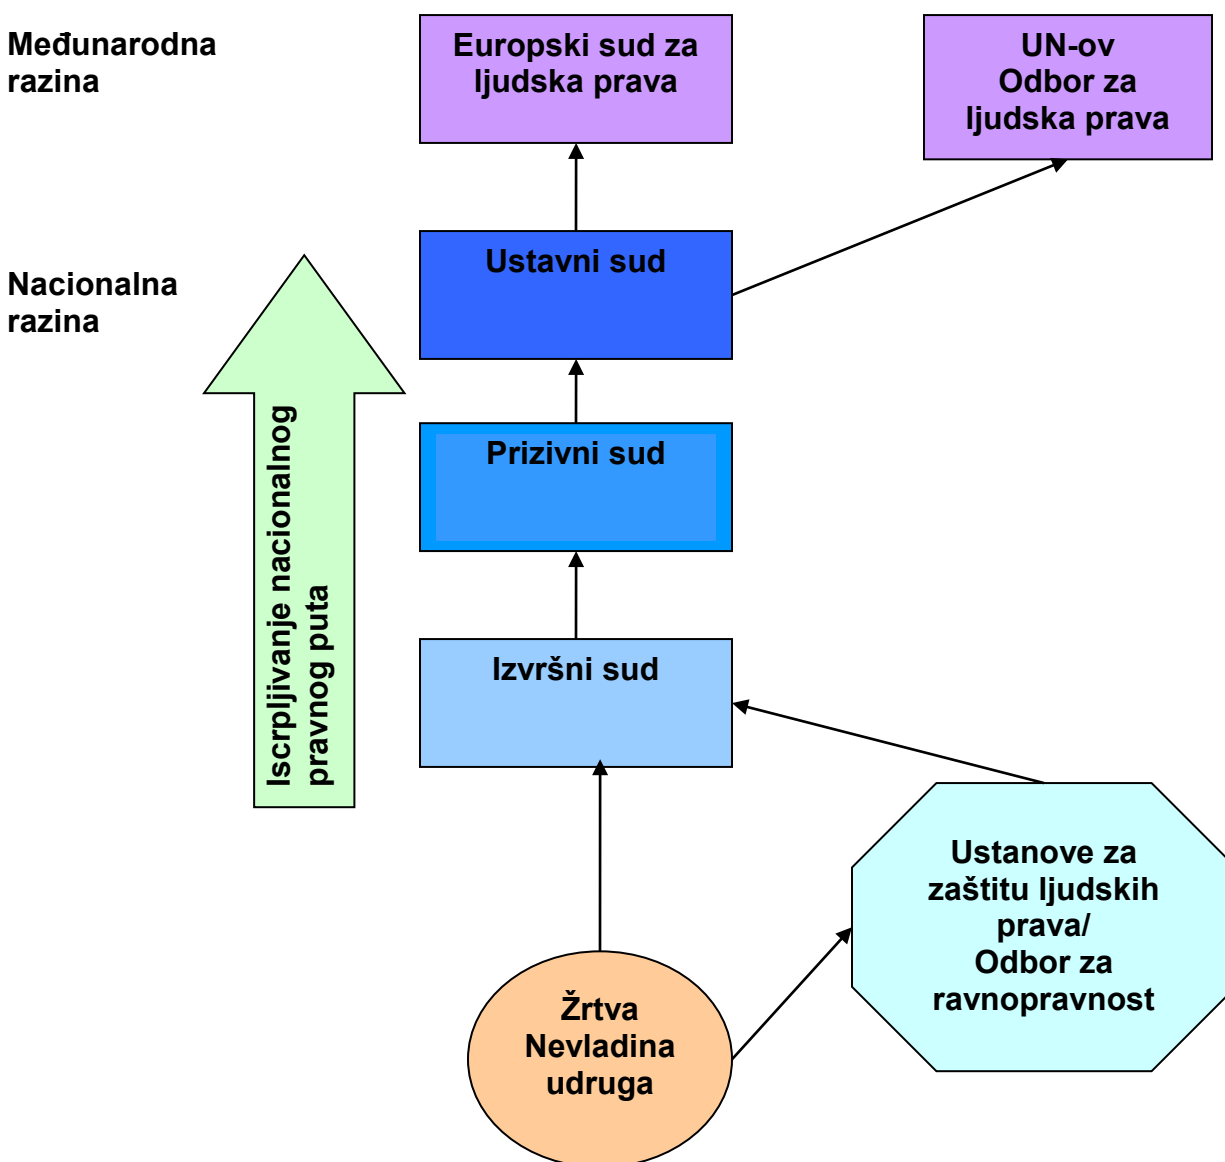 Međunarodna
razina
Europski sud za
ljudska prava
UN-ov
Odbor za
ljudska prava
Nacionalna
razina
Ustavni sud
Iscrpljivanje nacionalnog
pravnog puta
Prizivni sud
Izvršni sud
Ustanove za
zaštitu ljudskih
prava/
Odbor za
ravnopravnost
Žrtva
Nevladina
udruga